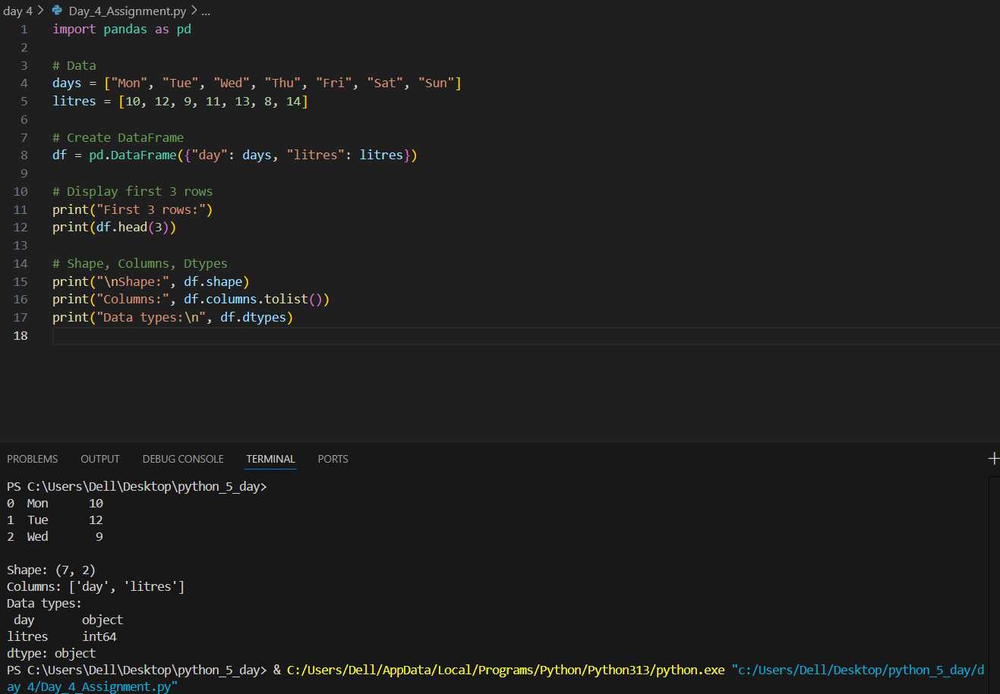 day 4 > Day_4_Assignment.py > ...
1 import pandas as pd
2
3 # Data
4 days = ["Mon", "Tue", "Wed", "Thu", "Fri", "Sat", "Sun"]
5 litres = [10, 12, 9, 11, 13, 8, 14]
6
7 # Create DataFrame
8 df = pd.DataFrame({"day": days, "litres": litres})
9
10 # Display first 3 rows
11 print("First 3 rows:")
12 print(df.head(3))
13
14 # Shape, Columns, Dtypes
15 print("\nShape:", df.shape)
16 print("Columns:", df.columns.tolist())
17 print("Data types:\n", df.dtypes)
18
PROBLEMS OUTPUT DEBUG CONSOLE TERMINAL PORTS
PS C:\Users\Dell\Desktop\python_5_day>
0  Mon      10
1  Tue      12
2  Wed       9

Shape: (7, 2)
Columns: ['day', 'litres']
Data types:
 day       object
litres     int64
dtype: object
PS C:\Users\Dell\Desktop\python_5_day> & C:/Users/Dell/AppData/Local/Programs/Python/Python313/python.exe "c:/Users/Dell/Desktop/python_5_day/d
ay 4/Day_4_Assignment.py"